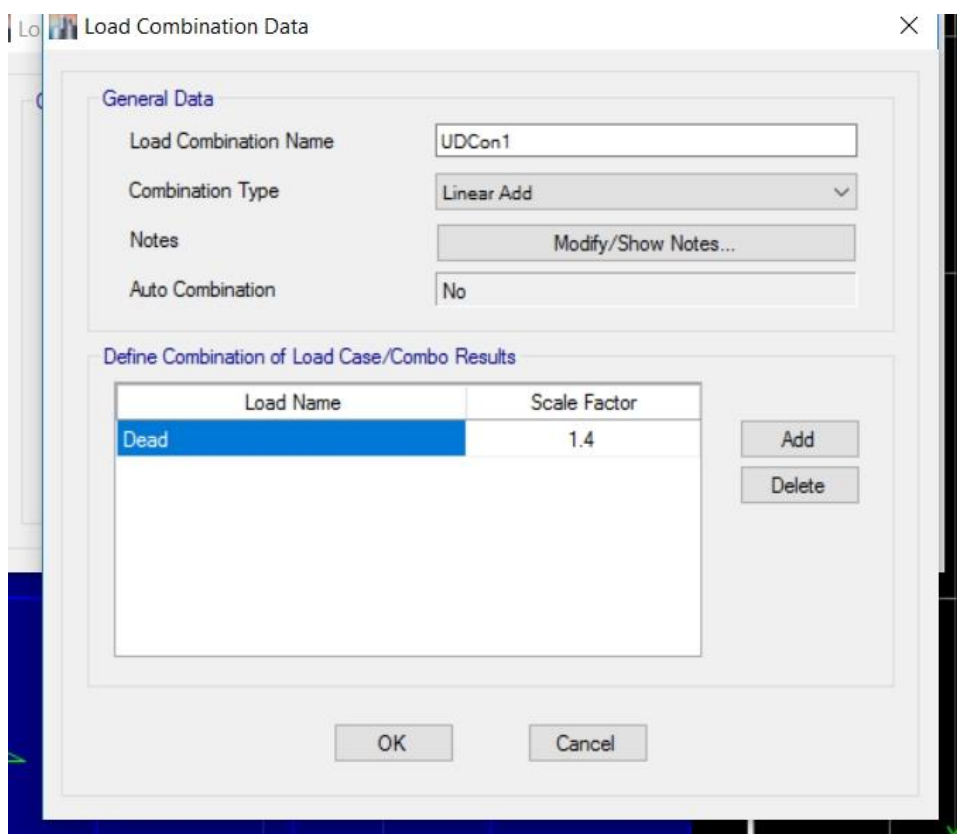 Lo
Load Combination Data
General Data
Load Combination Name UDCon1
Combination Type Linear Add
Notes Modify/Show Notes...
Auto Combination No
Define Combination of Load Case/Combo Results
Load Name Scale Factor
Dead 1.4 Add
Delete
OK Cancel